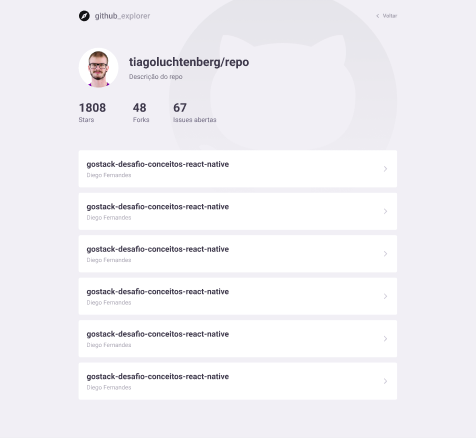 github_explorer
Voltar
tiagoluchtenberg/repo
Descrição do repo
1808
48
67
Stars
Forks
Issues abertas
gostack-desafio-conceitos-react-native
Diego Fernandes
gostack-desafio-conceitos-react-native
Diego Fernandes
gostack-desafio-conceitos-react-native
Diego Fernandes
gostack-desafio-conceitos-react-native
Diego Fernandes
gostack-desafio-conceitos-react-native
Diego Fernandes
gostack-desafio-conceitos-react-native
Diego Fernandes